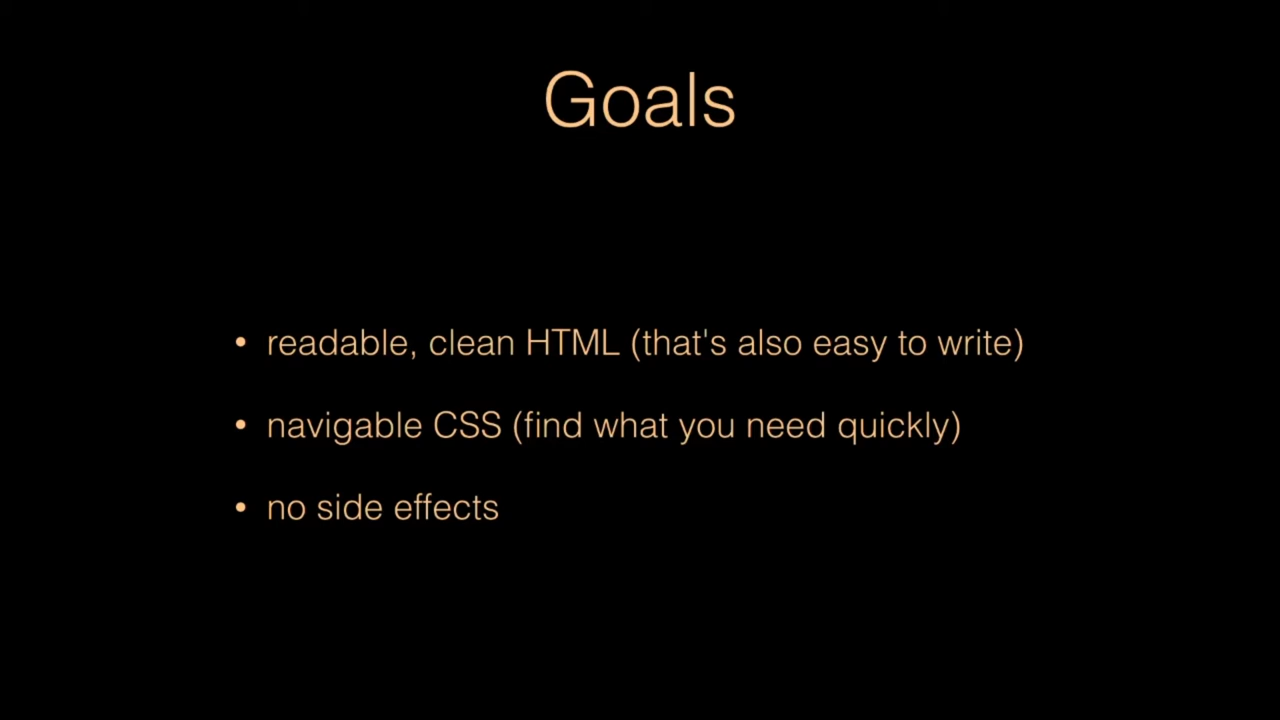 Goals
• readable, clean HTML (that's also easy to write)
• navigable CSS (find what you need quickly)
• no side effects